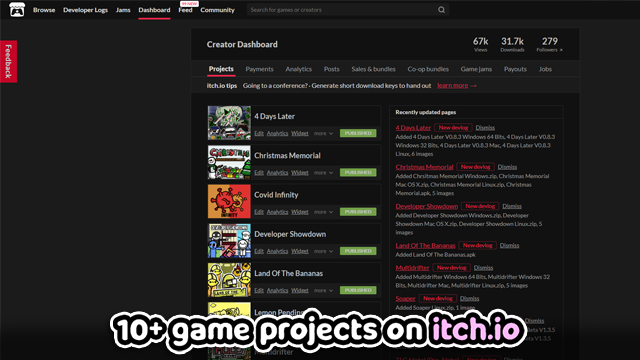 Browse Developer Logs Jams Dashboard Feed Community Search for games or creators
Feedback
Creator Dashboard
67k 31.7k 279
Views Downloads Followers
Projects Payments Analytics Posts Sales & bundles Co-op bundles Game jams Payouts Jobs
itch.io tips Going to a conference? · Generate short download keys to hand out learn more →
4 Days Later
Edit Analytics Widget more PUBLISHED
Christmas Memorial
Edit Analytics Widget more PUBLISHED
Covid Infinity
Edit Analytics Widget more PUBLISHED
Developer Showdown
Edit Analytics Widget more PUBLISHED
Land Of The Bananas
Edit Analytics Widget more PUBLISHED
Lemon Pending
Multidrifter
Recently updated pages
4 Days Later New devlog Dismiss
Added 4 Days Later V0.8.3 Windows 64 Bits, 4 Days Later V0.8.3
Windows 32 Bits, 4 Days Later V0.8.3 Mac, 4 Days Later V0.8.3
Linux, 6 images
Christmas Memorial New devlog Dismiss
Added Christmas Memorial Windows.zip, Christmas Memorial
Mac OS X.zip, Christmas Memorial Linux.zip, Christmas
Memorial.apk, 5 images
Developer Showdown New devlog Dismiss
Added Developer Showdown Windows.zip, Developer
Showdown Mac OS X.zip, Developer Showdown Linux.zip, 5
images
Land Of The Bananas New devlog Dismiss
Added Land Of The Bananas.apk
Multidrifter New devlog Dismiss
Added Multidrifter Windows 64 Bits, Multidrifter Windows 32
Bits, Multidrifter Mac, Multidrifter Linux.zip, 5 images
Soaper New devlog Dismiss
10+ game projects on itch.io